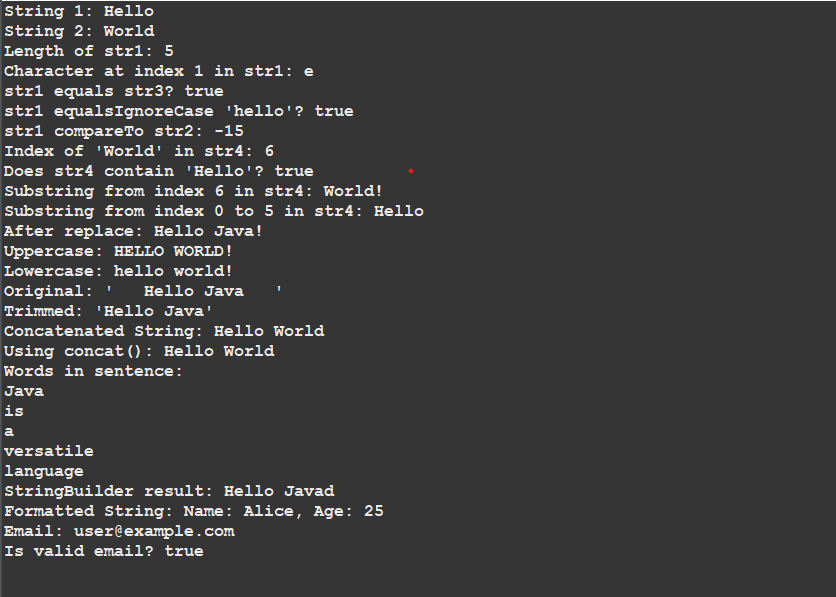 String 1: Hello
String 2: World
Length of str1: 5
Character at index 1 in str1: e
str1 equals str3? true
str1 equalsIgnoreCase 'hello'? true
str1 compareTo str2: -15
Index of 'World' in str4: 6
Does str4 contain 'Hello'? true
Substring from index 6 in str4: World!
Substring from index 0 to 5 in str4: Hello
After replace: Hello Java!
Uppercase: HELLO WORLD!
Lowercase: hello world!
Original: '   Hello Java   '
Trimmed: 'Hello Java'
Concatenated String: Hello World
Using concat(): Hello World
Words in sentence:
Java
is
a
versatile
language
StringBuilder result: Hello Javad
Formatted String: Name: Alice, Age: 25
Email: user@example.com
Is valid email? true